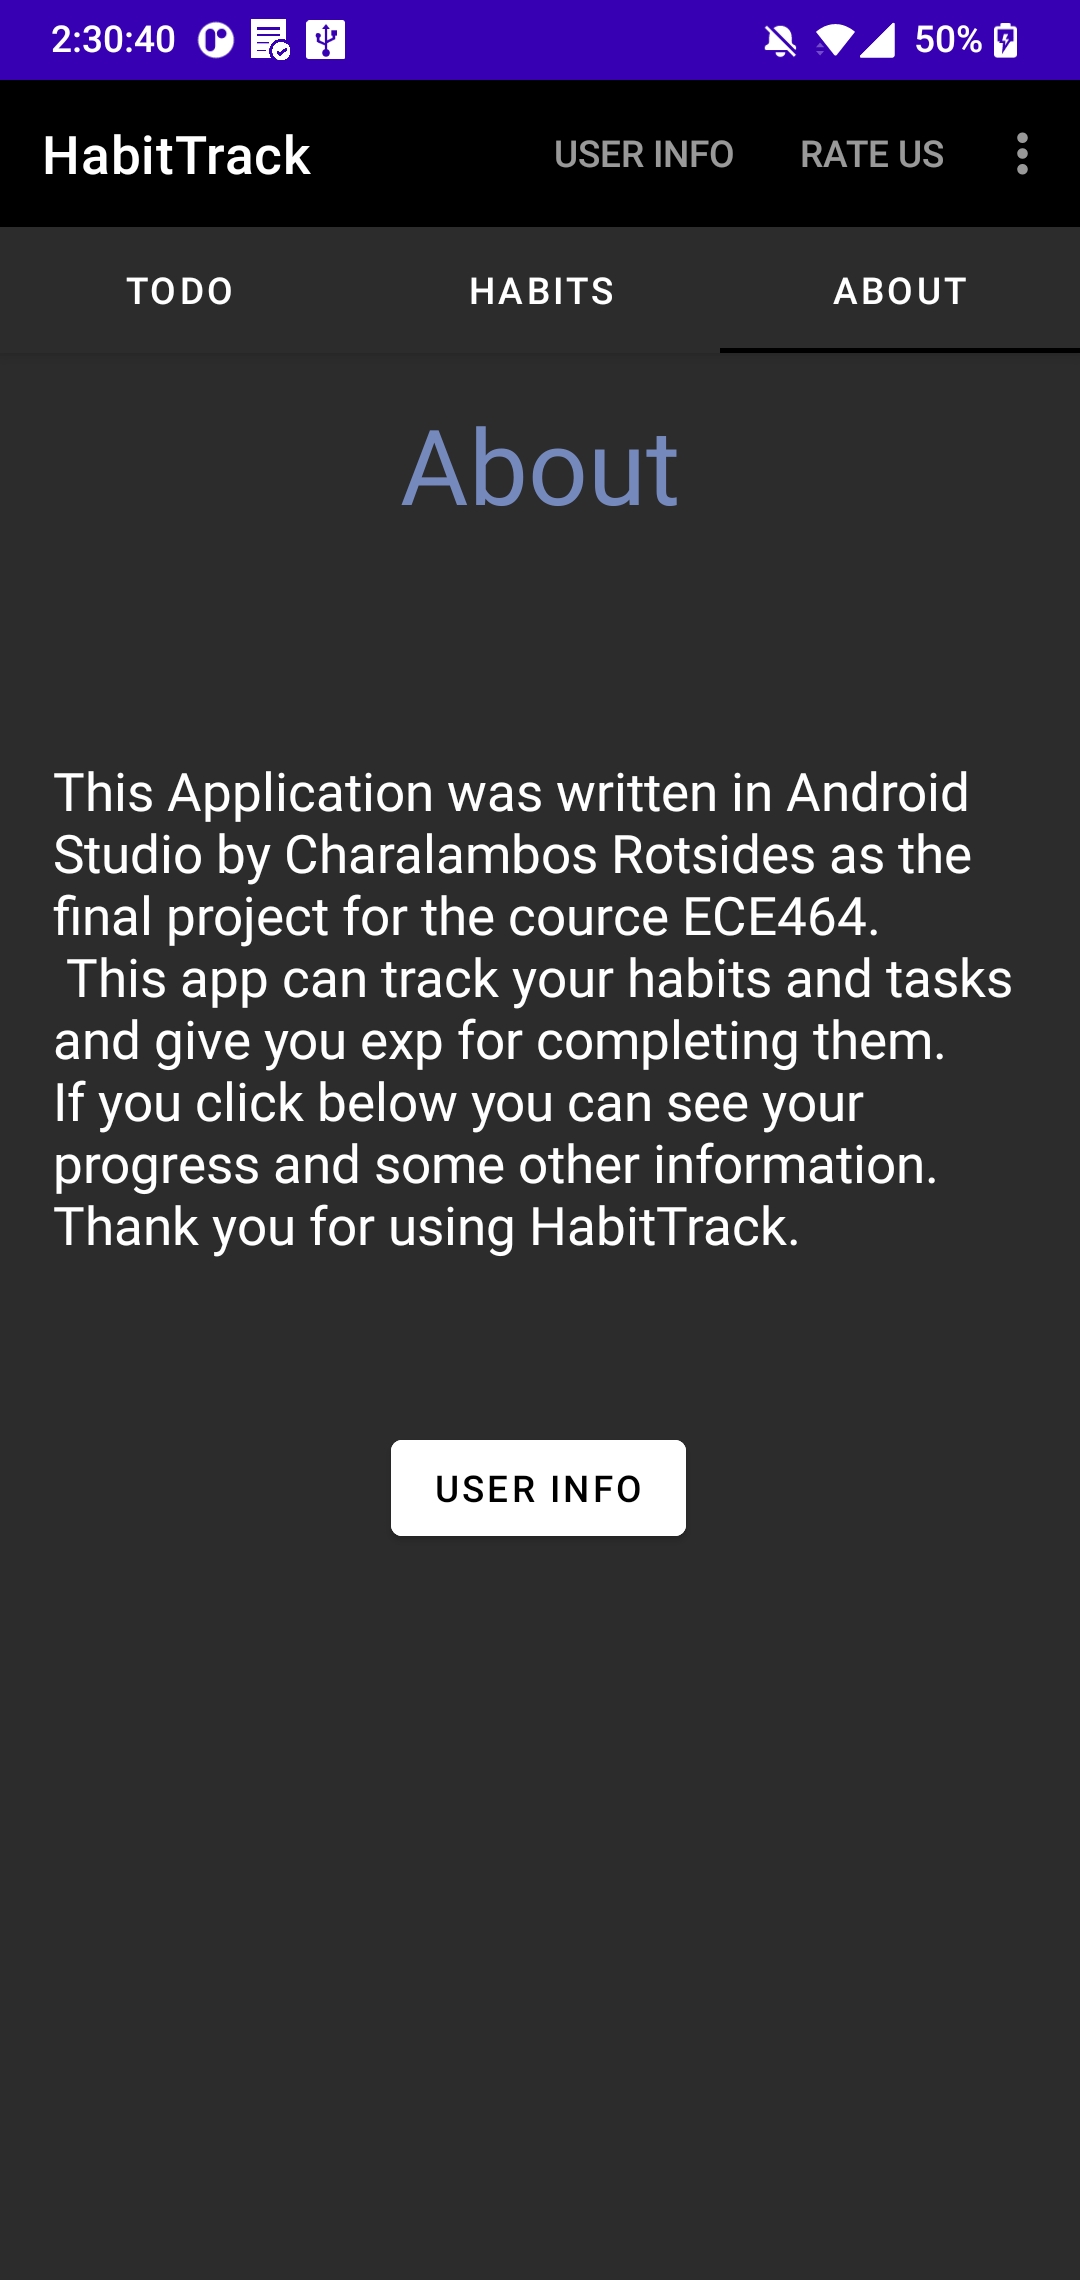 2:30:40 50%
HabitTrack USER INFO RATE US
TODO HABITS ABOUT
About
This Application was written in Android
Studio by Charalambos Rotsides as the
final project for the cource ECE464.
This app can track your habits and tasks
and give you exp for completing them.
If you click below you can see your
progress and some other information.
Thank you for using HabitTrack.
USER INFO